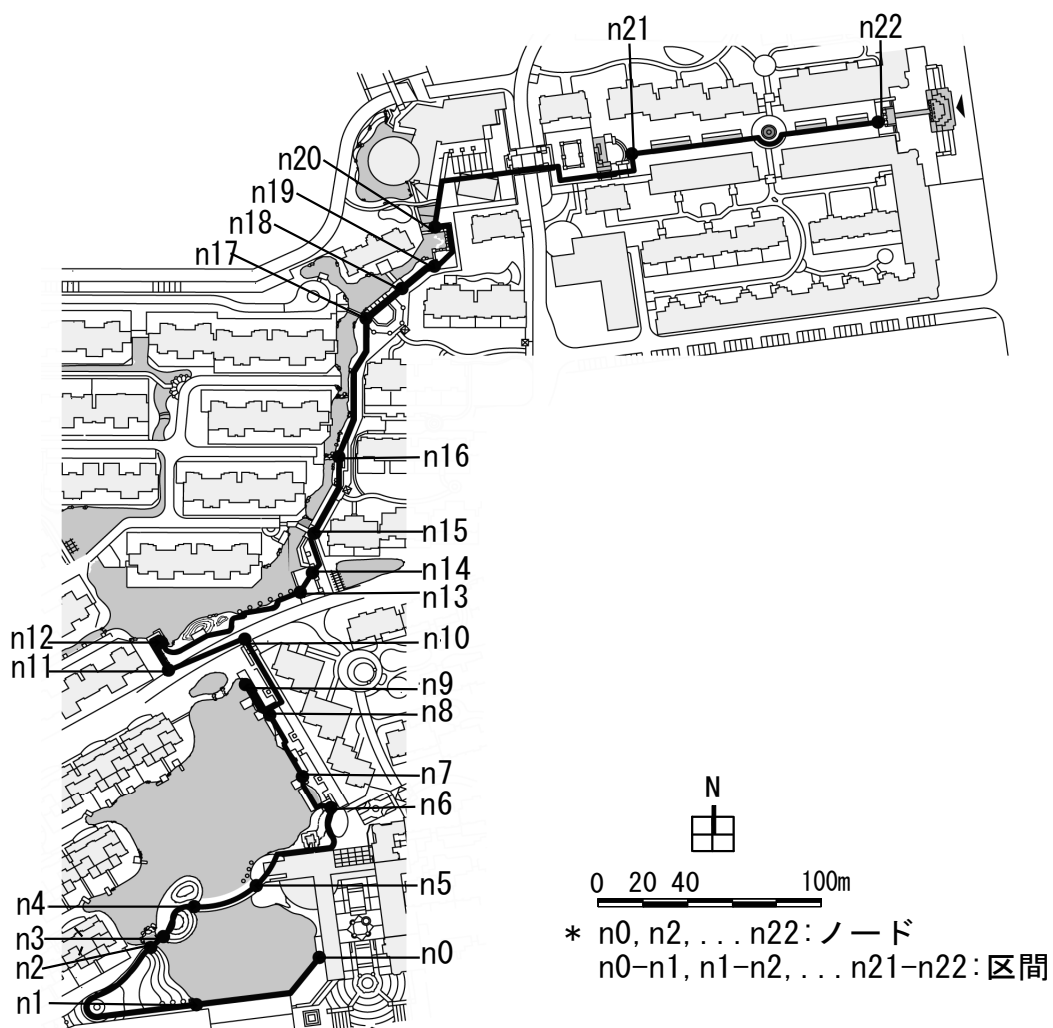 n21
n22
n20
n19
n18
n17
n16
n15
n14
n13
n12
n11
n10
n9
n8
n7
n6
n5
n4
n3
n2
n1
n0
N
0 20 40 100m
* n0, n2, ... n22: ノード
n0-n1, n1-n2, ... n21-n22: 区間